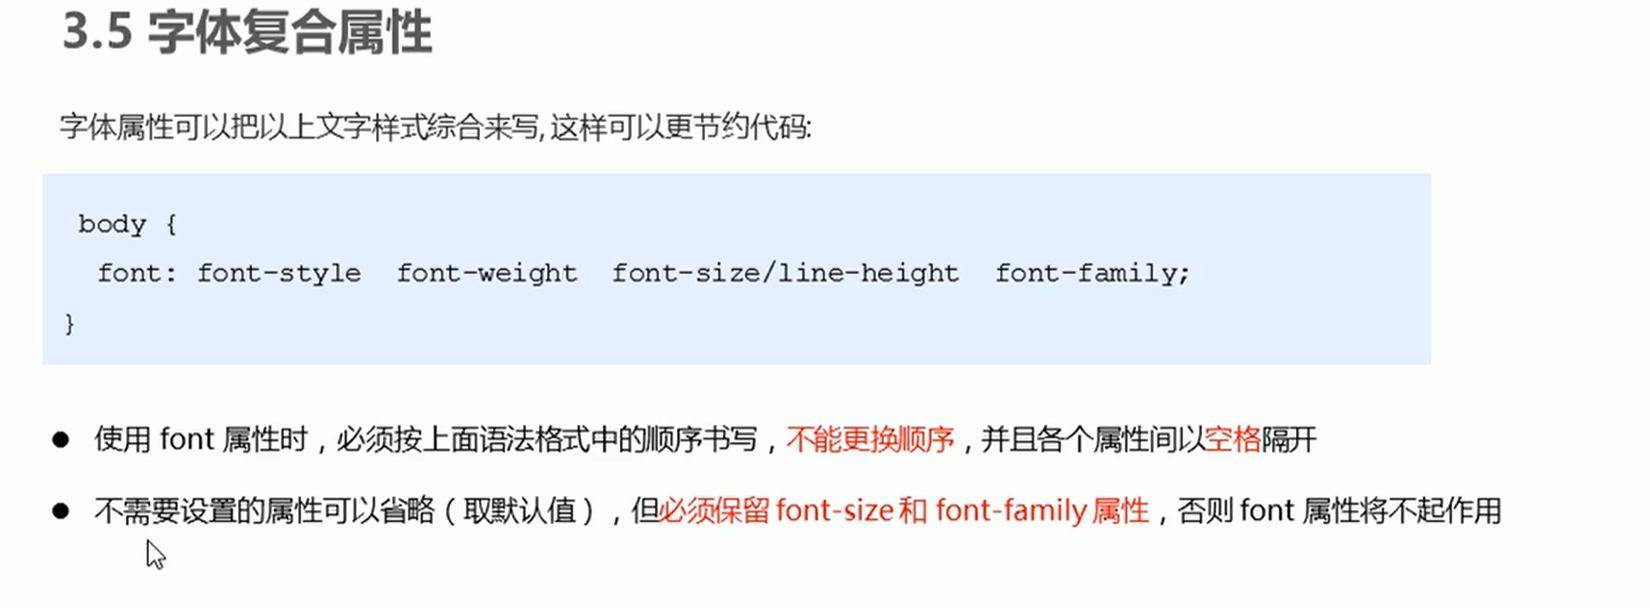 3.5 字体复合属性
字体属性可以把以上文字样式综合来写, 这样可以更节约代码:
body {
font: font-style font-weight font-size/line-height font-family;
}
● 使用 font 属性时，必须按上面语法格式中的顺序书写，不能更换顺序，并且各个属性间以空格隔开
● 不需要设置的属性可以省略（取默认值），但必须保留 font-size 和 font-family 属性，否则 font 属性将不起作用